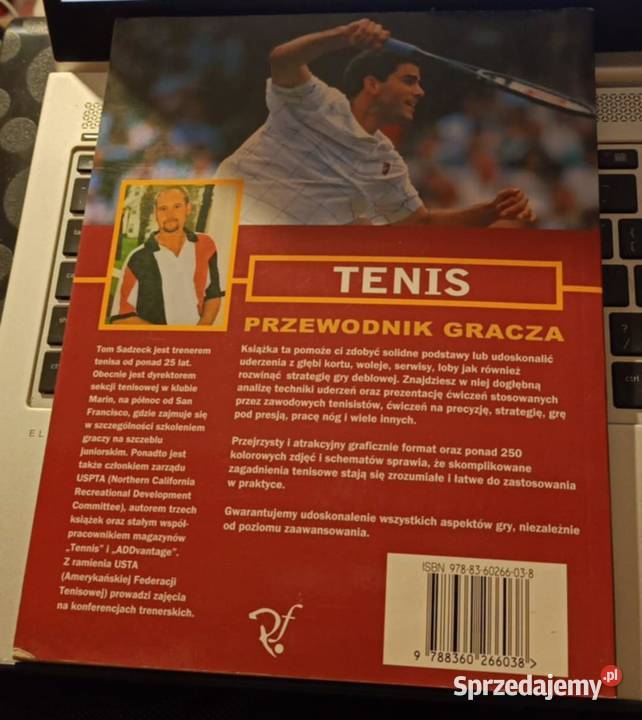 TENIS
PRZEWODNIK GRACZA
Tom Sadzeck jest trenerem
tenisa od ponad 25 lat.
Obecnie jest dyrektorem
sekcji tenisowej w klubie
Marin, na północ od San
Francisco, gdzie zajmuje się
w szczególności szkoleniem
graczy na szczeblu
juniorskim. Ponadto jest
także członkiem zarządu
USPTA (Northern California
Recreational Development
Committee), autorem trzech
książek oraz stałym współ-
pracownikiem magazynów
„Tennis” i „ADDvantage”.
Z ramienia USTA
(Amerykańskiej Federacji
Tenisowej) prowadzi zajęcia
na konferencjach trenerskich.
Książka ta pomoże ci zdobyć solidne podstawy lub udoskonalić
uderzenia z głębi kortu, woleje, serwisy, loby jak również
rozwinąć strategię gry deblowej. Znajdziesz w niej dogłębną
analizę techniki uderzeń oraz prezentację ćwiczeń stosowanych
przez zawodowych tenisistów, ćwiczeń na precyzję, strategię, grę
pod presją, pracę nóg i wiele innych.
Przejrzysty i atrakcyjny graficznie format oraz ponad 250
kolorowych zdjęć i schematów sprawia, że skomplikowane
zagadnienia tenisowe stają się zrozumiałe i łatwe do zastosowania
w praktyce.
Gwarantujemy udoskonalenie wszystkich aspektów gry, niezależnie
od poziomu zaawansowania.
ISBN 978-83-60266-03-8
9 788360 266038 >
Sprzedajemy.pl